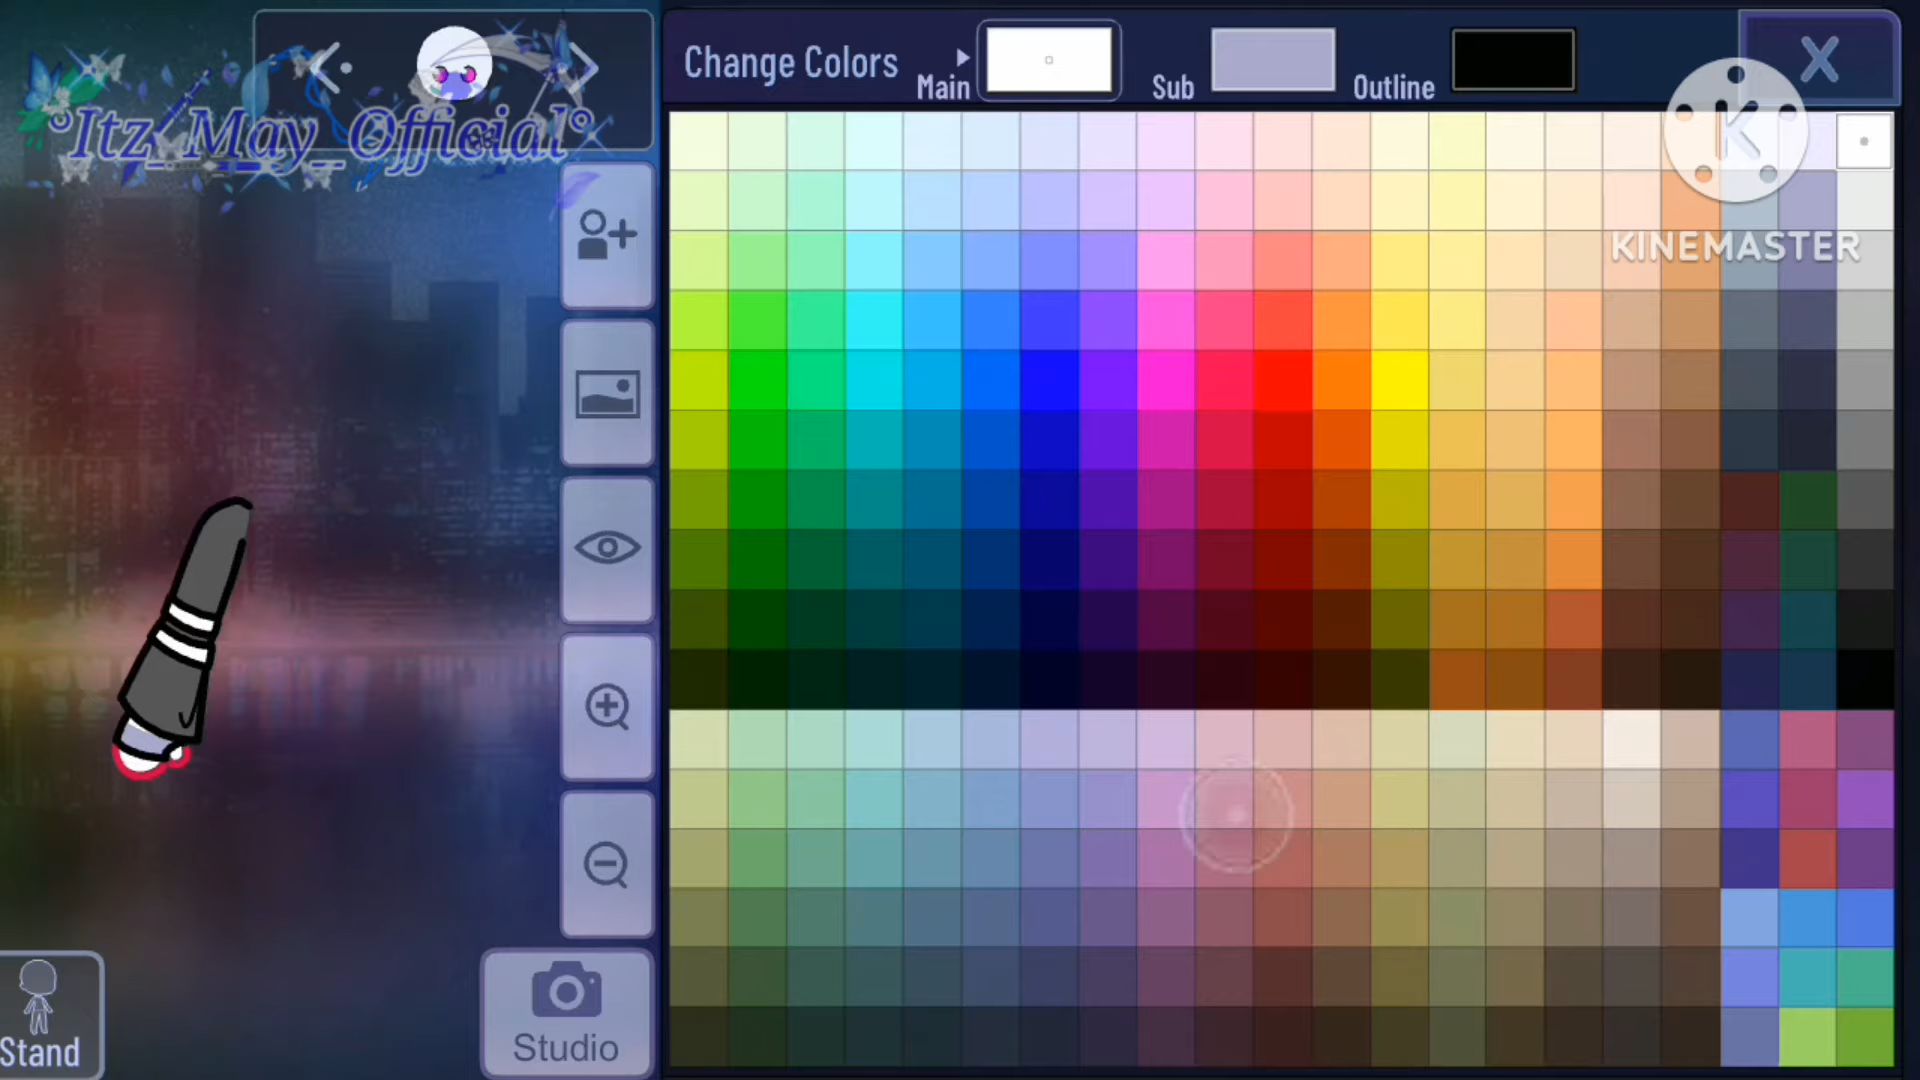 Change Colors
Main
Sub
Outline
X
°Itz_May_Official°
K
KINEMASTER
Studio
Stand